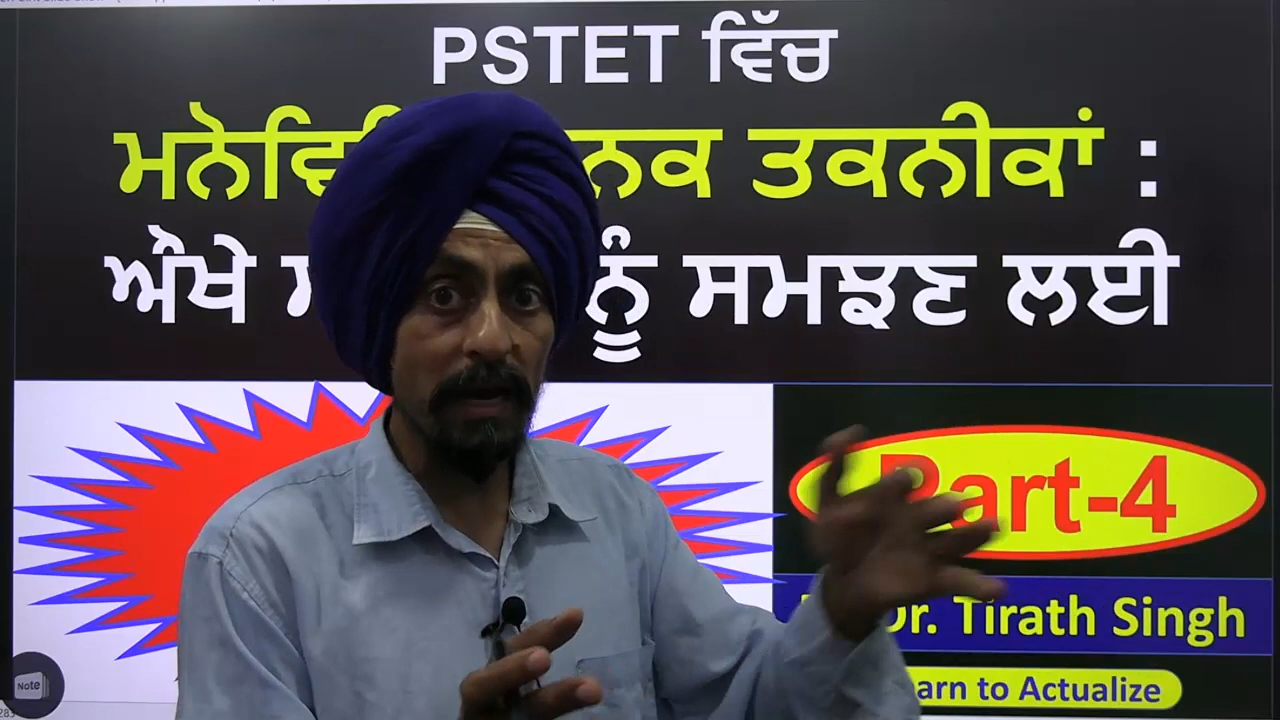 PSTET ਵਿੱਚ
ਤਕਨੀਕਾਂ :
ਔਖੇ ਨੂੰ ਸਮਝਣ ਲਈ
Part-4
Dr. Tirath Singh
to Actualize
Note